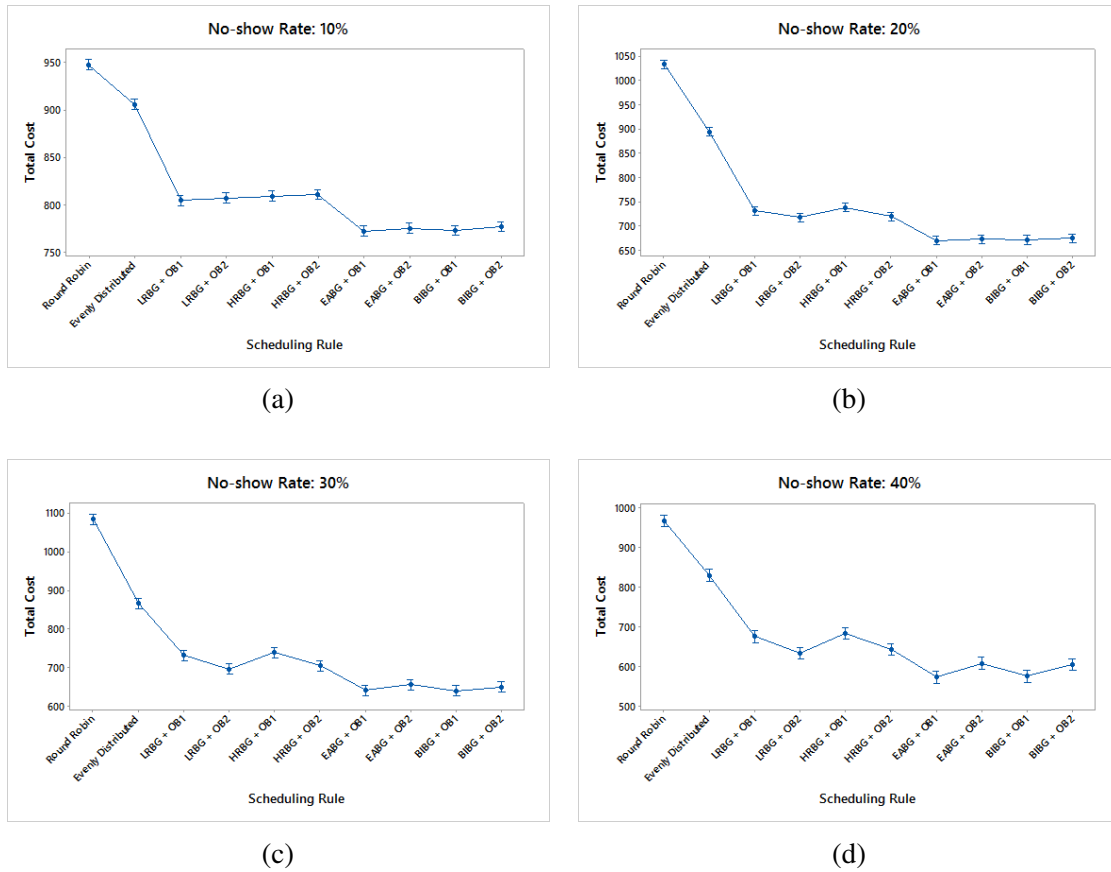 No-show Rate: 10%
Total Cost
950
900
850
800
750
Round Robin
Evenly Distributed
LRBG + OB1
LRBG + OB2
HRBG + OB1
HRBG + OB2
EABG + OB1
EABG + OB2
BIBG + OB1
BIBG + OB2
Scheduling Rule
(a)
No-show Rate: 20%
Total Cost
1050
1000
950
900
850
800
750
700
650
Round Robin
Evenly Distributed
LRBG + OB1
LRBG + OB2
HRBG + OB1
HRBG + OB2
EABG + OB1
EABG + OB2
BIBG + OB1
BIBG + OB2
Scheduling Rule
(b)
No-show Rate: 30%
Total Cost
1100
1000
900
800
700
600
Round Robin
Evenly Distributed
LRBG + OB1
LRBG + OB2
HRBG + OB1
HRBG + OB2
EABG + OB1
EABG + OB2
BIBG + OB1
BIBG + OB2
Scheduling Rule
(c)
No-show Rate: 40%
Total Cost
1000
900
800
700
600
500
Round Robin
Evenly Distributed
LRBG + OB1
LRBG + OB2
HRBG + OB1
HRBG + OB2
EABG + OB1
EABG + OB2
BIBG + OB1
BIBG + OB2
Scheduling Rule
(d)